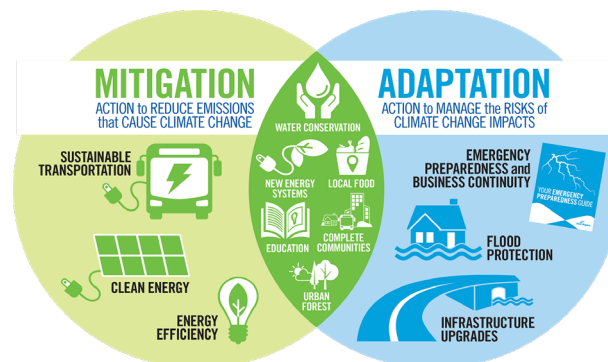 MITIGATION
ACTION to REDUCE EMISSIONS
that CAUSE CLIMATE CHANGE
SUSTAINABLE
TRANSPORTATION
CLEAN ENERGY
ENERGY
EFFICIENCY
WATER CONSERVATION
NEW ENERGY
SYSTEMS
LOCAL FOOD
EDUCATION
COMPLETE
COMMUNITIES
URBAN
FOREST
ADAPTATION
ACTION to MANAGE the RISKS of
CLIMATE CHANGE IMPACTS
EMERGENCY
PREPAREDNESS and
BUSINESS CONTINUITY
YOUR EMERGENCY
PREPAREDNESS GUIDE
FLOOD
PROTECTION
INFRASTRUCTURE
UPGRADES